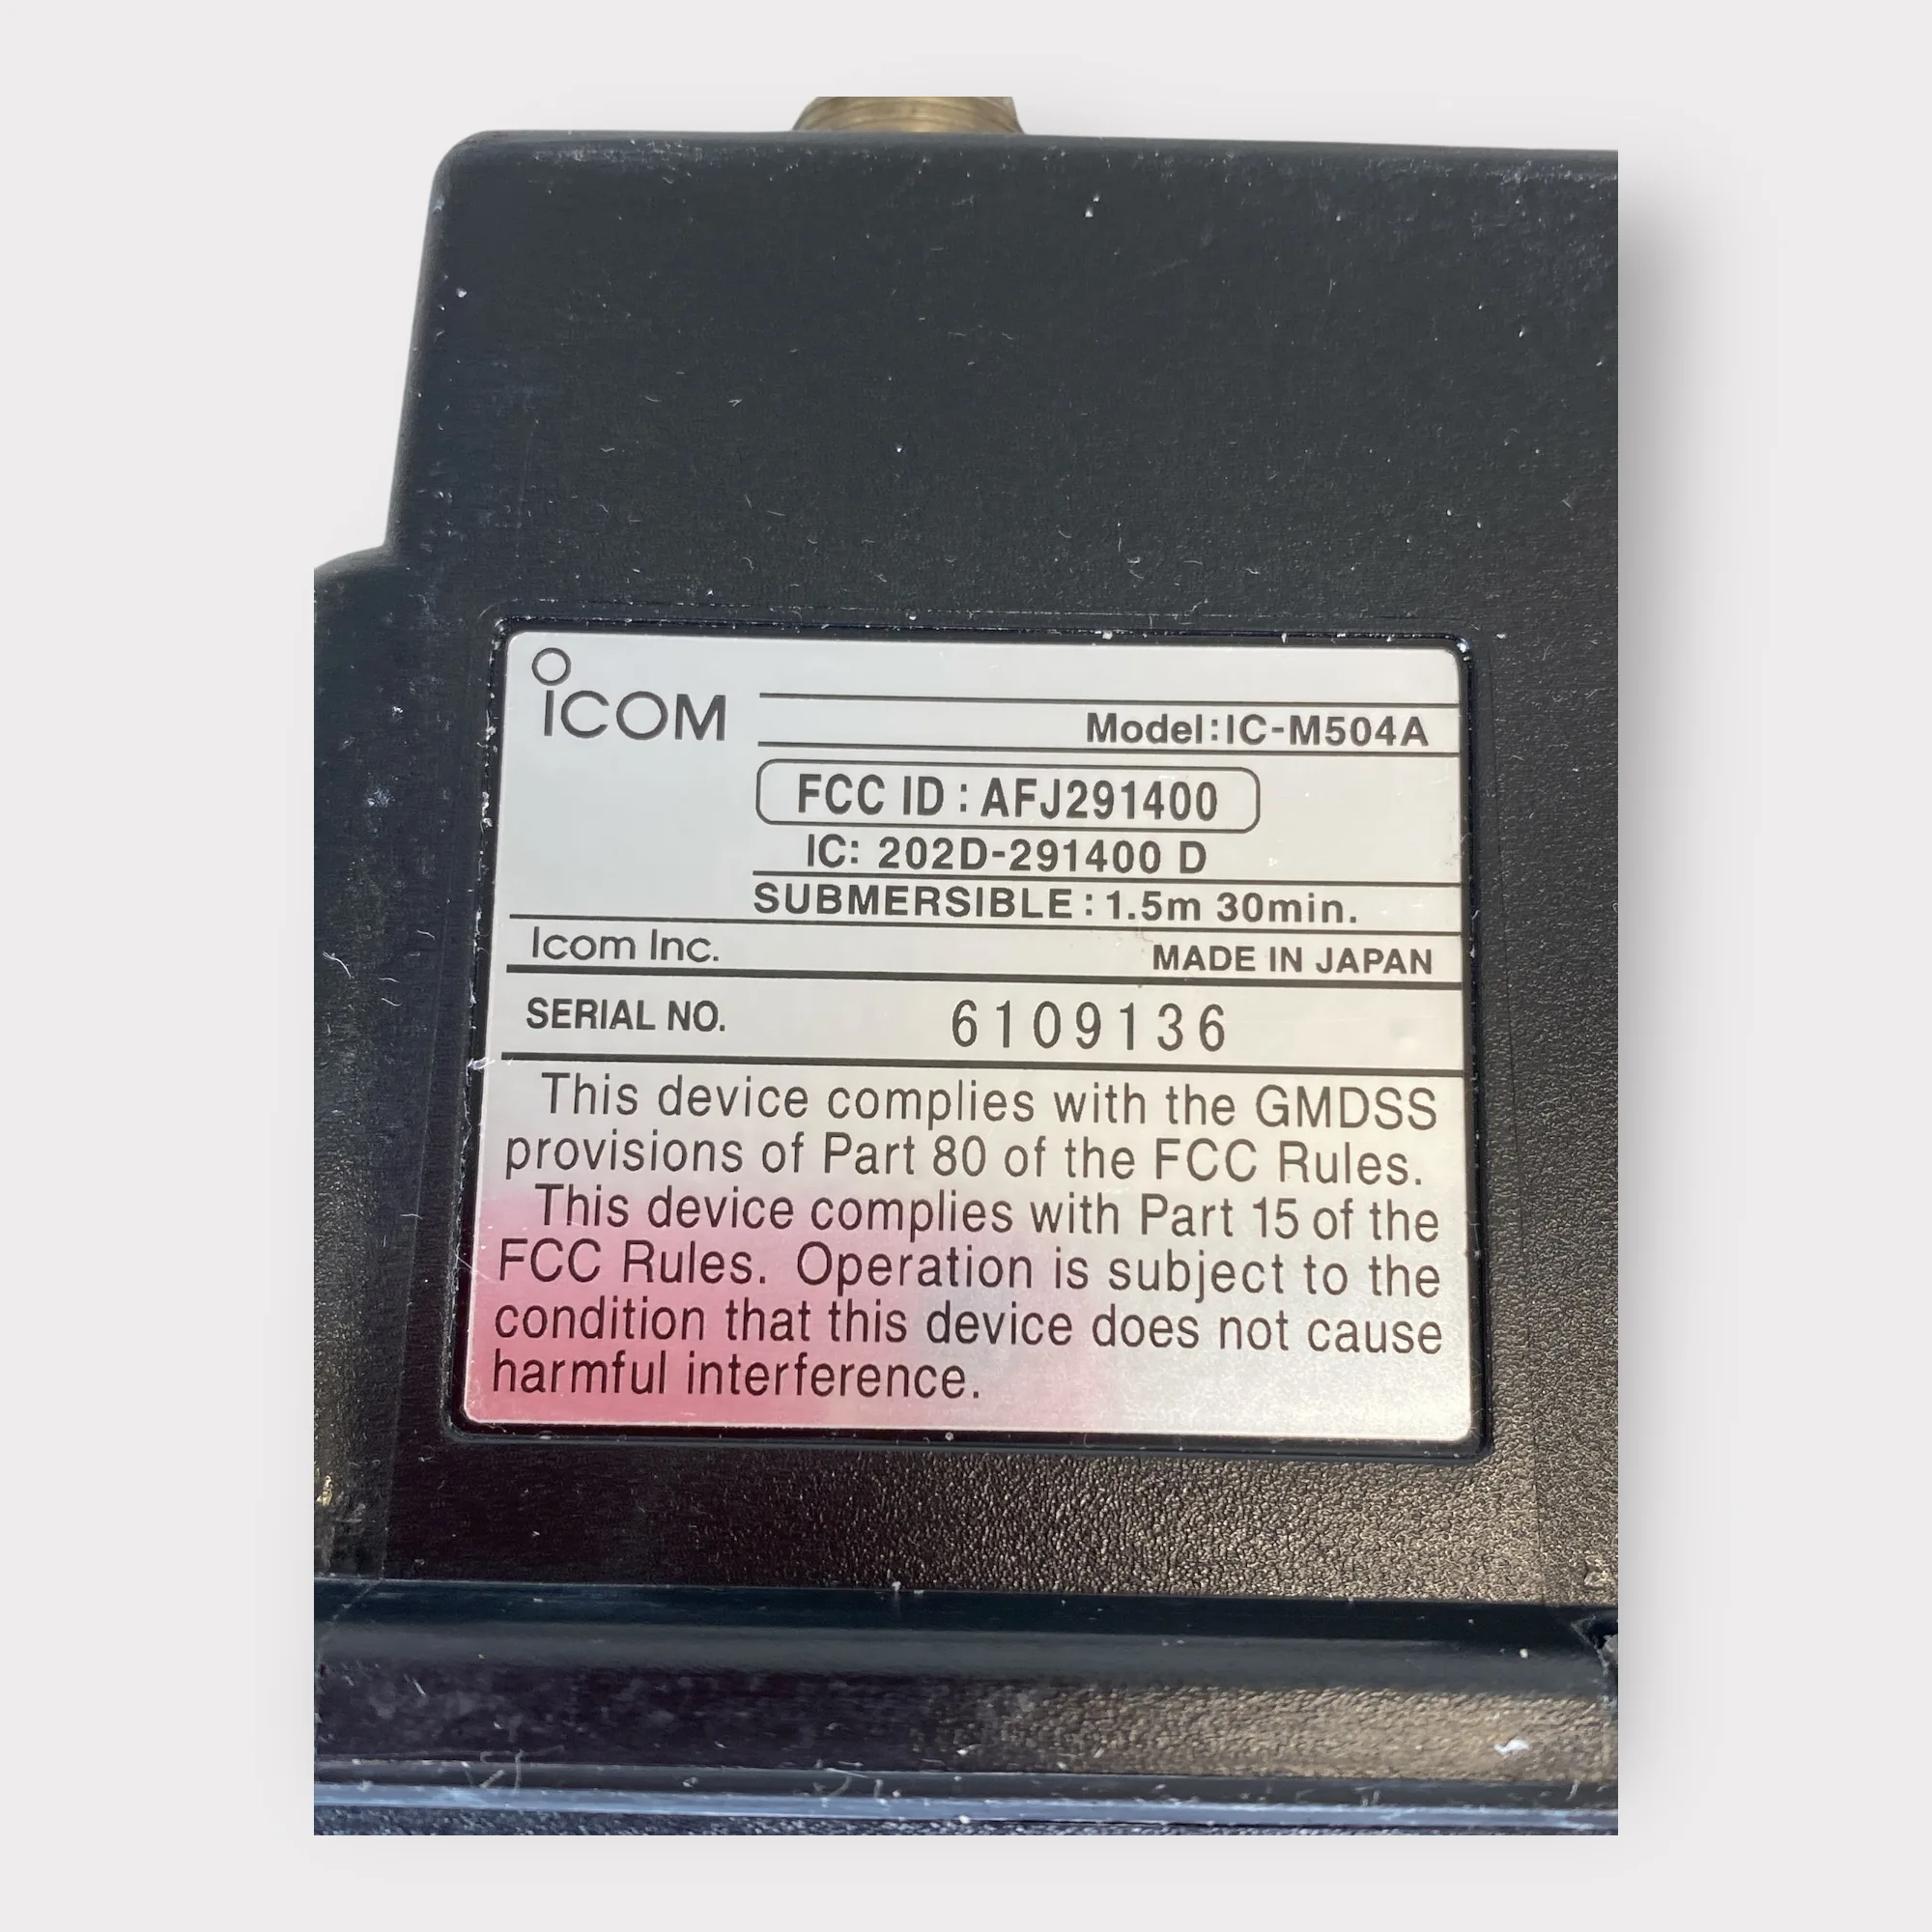 ICOM
Model:IC-M504A
FCC ID : AFJ291400
IC: 202D-291400 D
SUBMERSIBLE : 1.5m 30min.
Icom Inc. MADE IN JAPAN
SERIAL NO. 6109136
This device complies with the GMDSS
provisions of Part 80 of the FCC Rules.
This device complies with Part 15 of the
FCC Rules. Operation is subject to the
condition that this device does not cause
harmful interference.